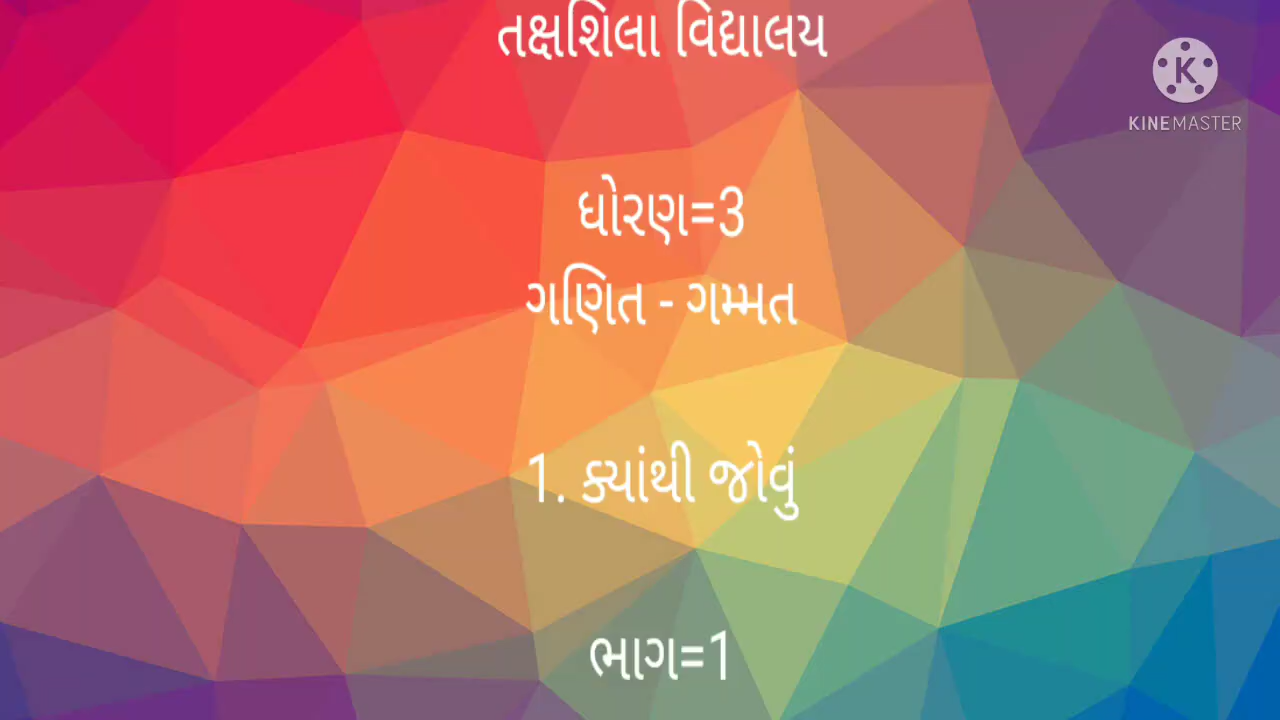 તક્ષશિલા વિદ્યાલય
K
KINEMASTER
ધોરણ=3
ગણિત - ગમ્મત
1. ક્યાંથી જોવું
ભાગ=1